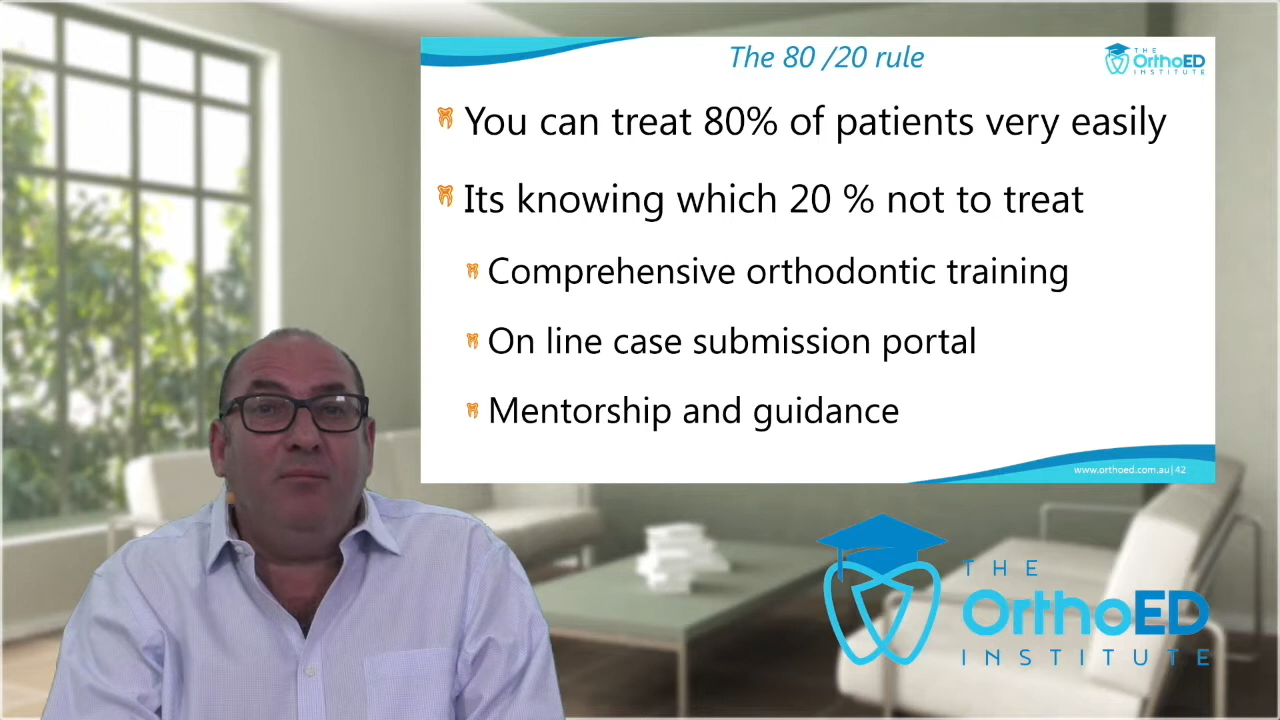 The 80 /20 rule
THE
OrthoED
INSTITUTE
You can treat 80% of patients very easily
Its knowing which 20 % not to treat
Comprehensive orthodontic training
On line case submission portal
Mentorship and guidance
www.orthoed.com.au| 42
THE
OrthoED
INSTITUTE